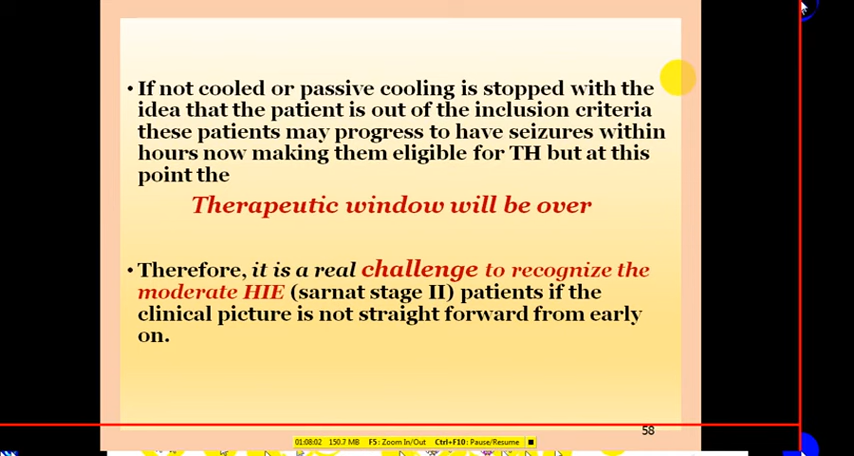 • If not cooled or passive cooling is stopped with the
idea that the patient is out of the inclusion criteria
these patients may progress to have seizures within
hours now making them eligible for TH but at this
point the
Therapeutic window will be over
• Therefore, it is a real challenge to recognize the
moderate HIE (sarnat stage II) patients if the
clinical picture is not straight forward from early
on.
58
01:08:02 150.7 MB F5: Zoom In/Out Ctrl+F10: Pause/Resume